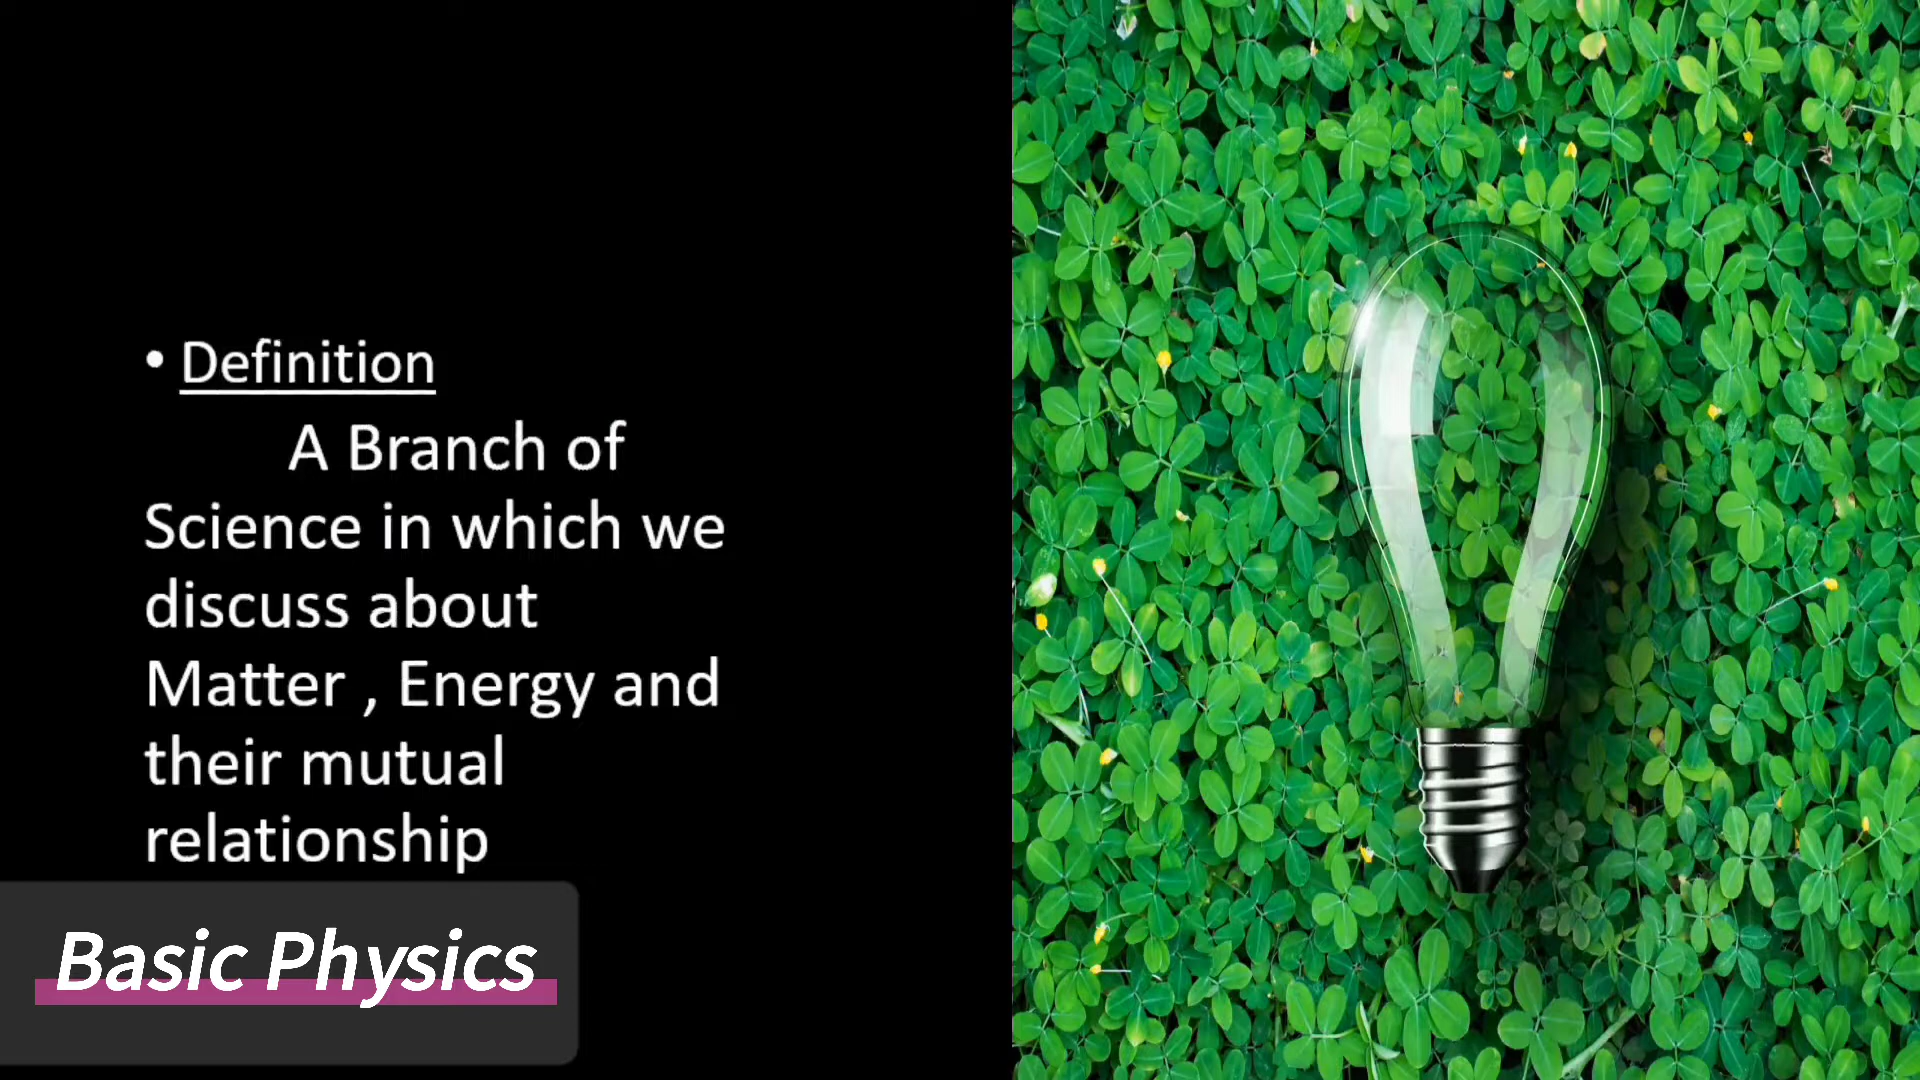 • Definition
A Branch of
Science in which we
discuss about
Matter , Energy and
their mutual
relationship
Basic Physics